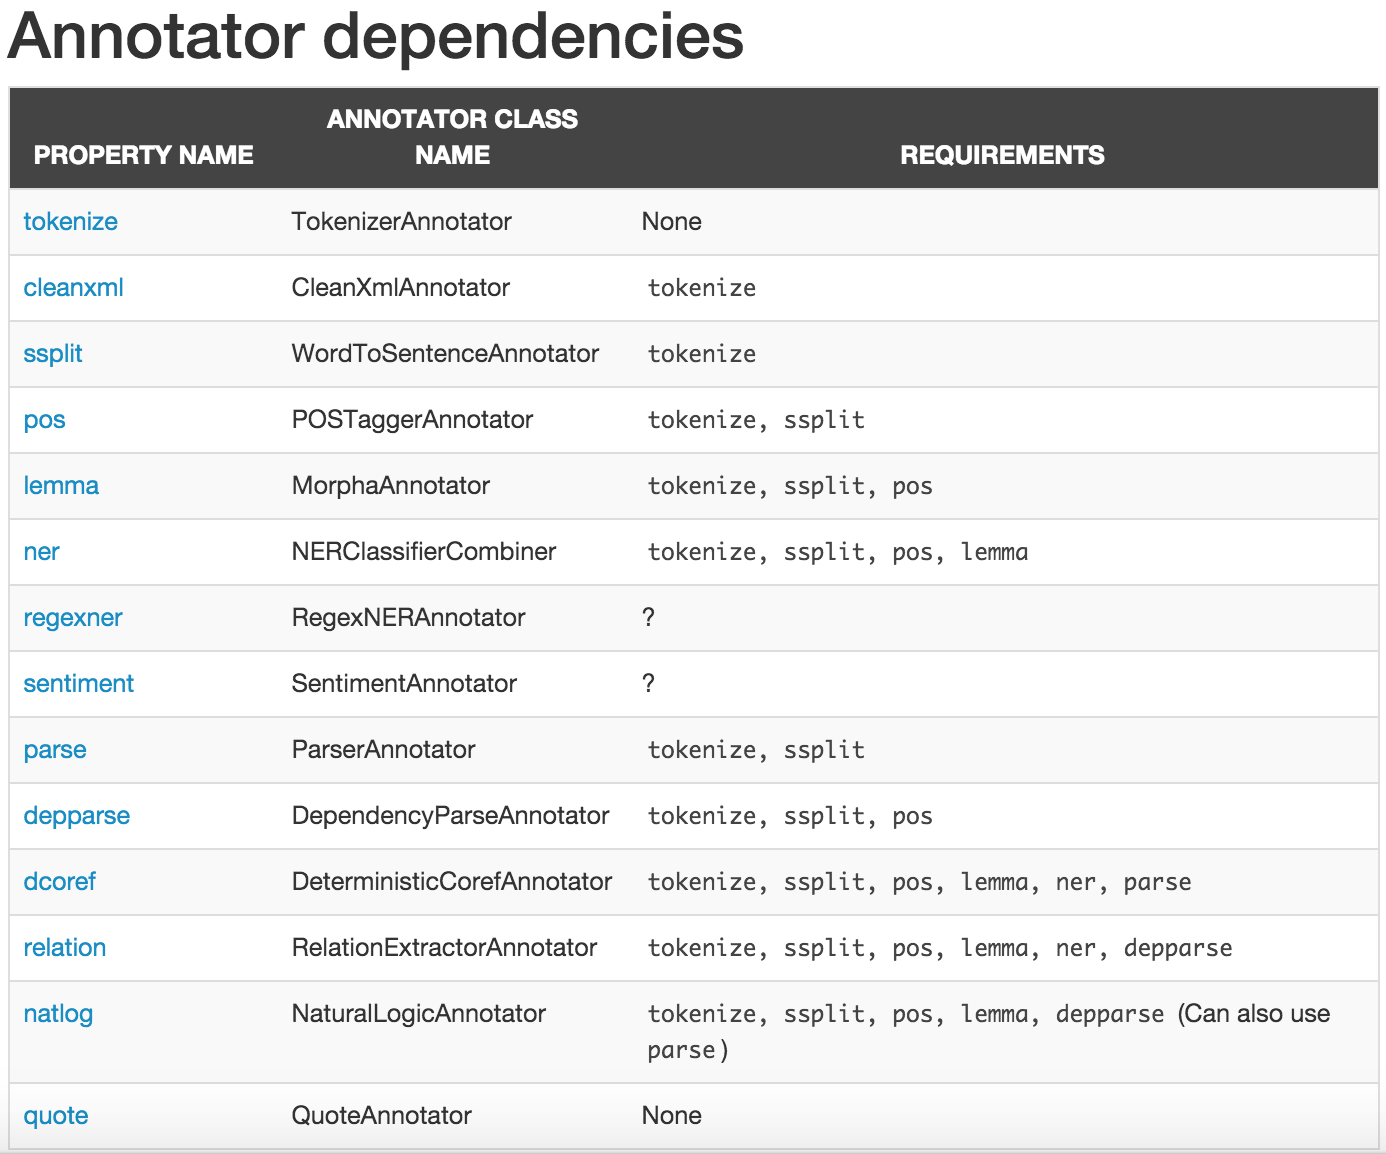 Annotator dependencies
PROPERTY NAME ANNOTATOR CLASS NAME REQUIREMENTS
tokenize TokenizerAnnotator None
cleanxml CleanXmlAnnotator tokenize
ssplit WordToSentenceAnnotator tokenize
pos POSTaggerAnnotator tokenize, ssplit
lemma MorphaAnnotator tokenize, ssplit, pos
ner NERClassifierCombiner tokenize, ssplit, pos, lemma
regexner RegexNERAnnotator ?
sentiment SentimentAnnotator ?
parse ParserAnnotator tokenize, ssplit
depparse DependencyParseAnnotator tokenize, ssplit, pos
dcoref DeterministicCorefAnnotator tokenize, ssplit, pos, lemma, ner, parse
relation RelationExtractorAnnotator tokenize, ssplit, pos, lemma, ner, depparse
natlog NaturalLogicAnnotator tokenize, ssplit, pos, lemma, depparse (Can also use
parse)
quote QuoteAnnotator None